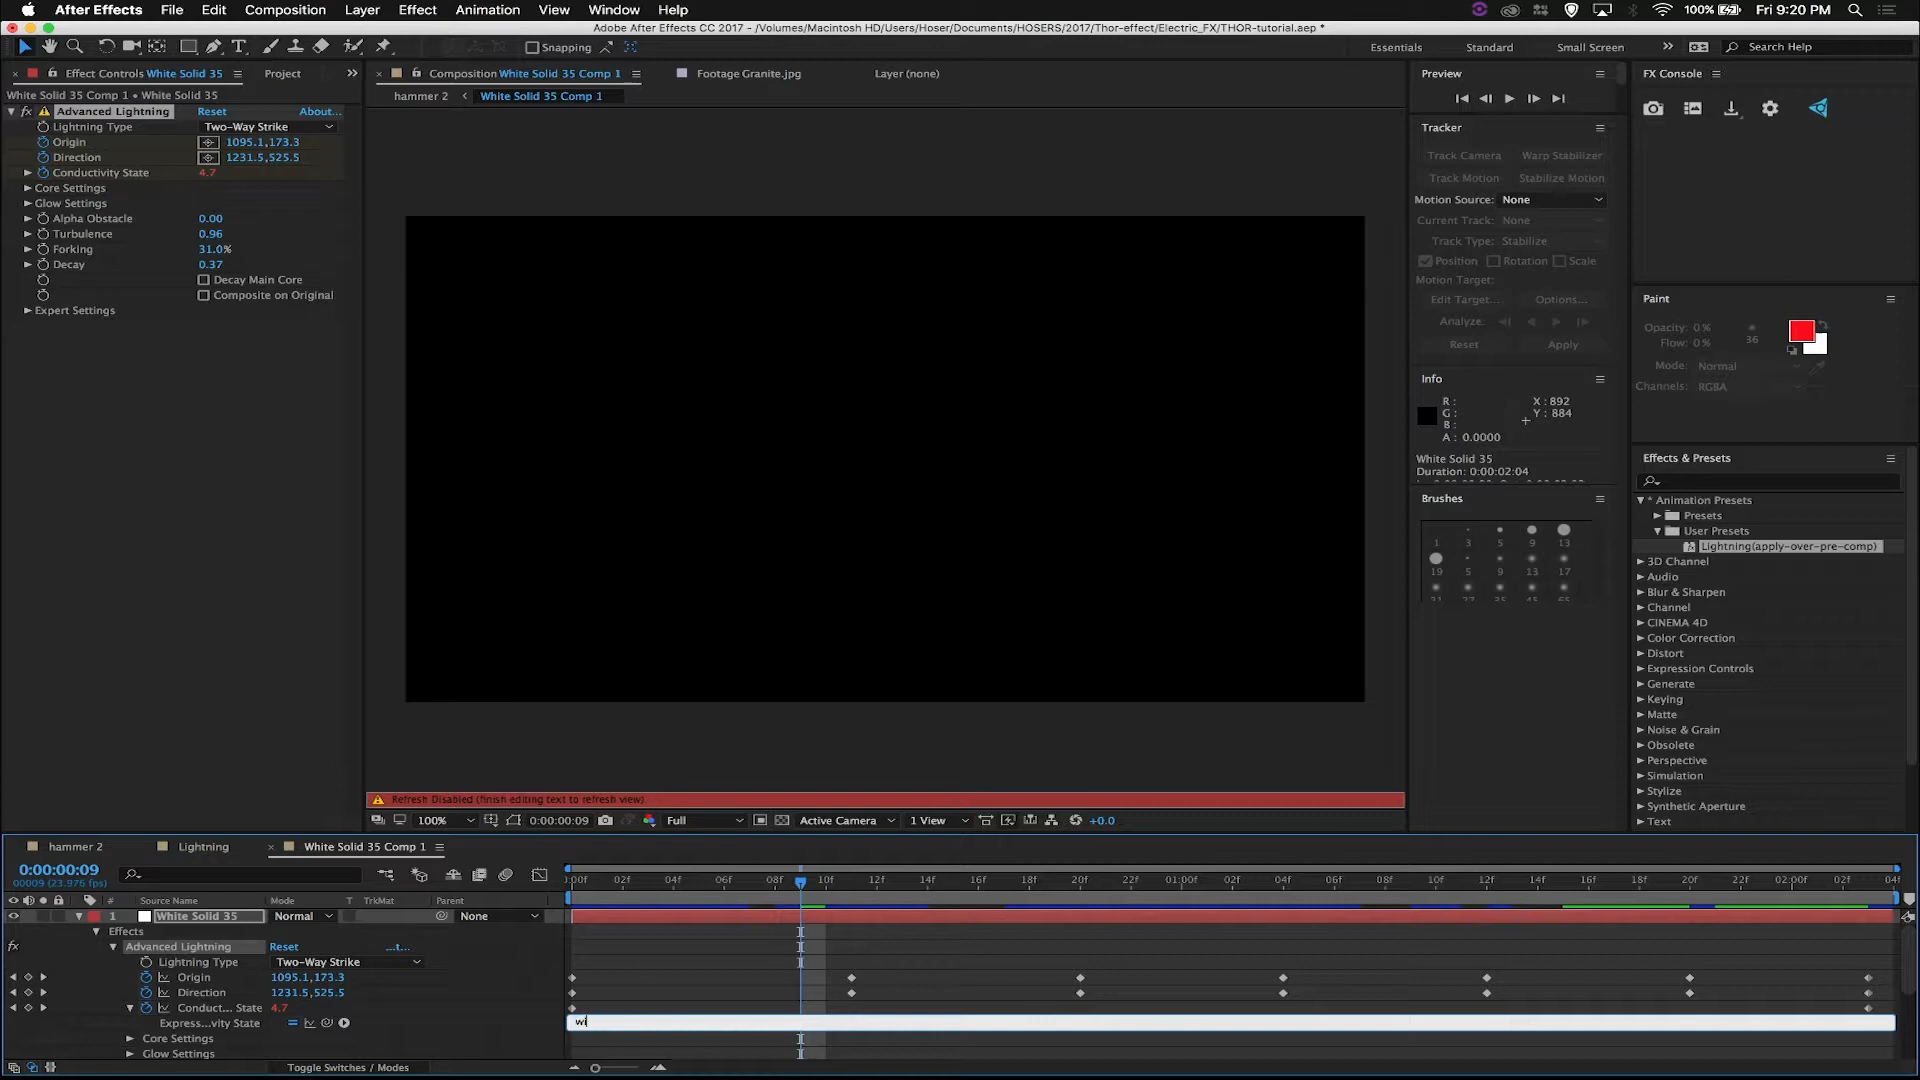 After Effects File Edit Composition Layer Effect Animation View Window Help 100% Fri 9:20 PM
Adobe After Effects CC 2017 - /Volumes/Macintosh HD/Users/Hoser/Documents/HOSERS/2017/Thor-effect/Electric_FX/THOR-tutorial.aep *
Snapping Essentials Standard Small Screen Search Help
Effect Controls White Solid 35 Project
White Solid 35 Comp 1 • White Solid 35
fx Advanced Lightning Reset About...
Lightning Type Two-Way Strike
Origin 1095.1,173.3
Direction 1231.5,525.5
Conductivity State 4.7
Core Settings
Glow Settings
Alpha Obstacle 0.00
Turbulence 0.96
Forking 31.0%
Decay 0.37
Decay Main Core
Composite on Original
Expert Settings
Composition White Solid 35 Comp 1 Footage Granite.jpg Layer (none)
hammer 2 White Solid 35 Comp 1
Refresh Disabled (finish editing text to refresh view).
100% 0:00:00:09 Full Active Camera 1 View +0.0
Preview
Tracker
Track Camera Warp Stabilizer
Track Motion Stabilize Motion
Motion Source: None
Current Track: None
Track Type: Stabilize
Position Rotation Scale
Motion Target:
Edit Target... Options...
Analyze:
Reset Apply
Info
R: X: 892
G: Y: 884
B:
A: 0.0000
White Solid 35
Duration: 0:00:02:04
Brushes
1 3 5 9 13
19 5 9 13 17
21 27 35 45 65
FX Console
Paint
Opacity: 0 %
Flow: 0 % 36
Mode: Normal
Channels: RGBA
Effects & Presets
* Animation Presets
Presets
User Presets
Lightning(apply-over-pre-comp)
3D Channel
Audio
Blur & Sharpen
Channel
CINEMA 4D
Color Correction
Distort
Expression Controls
Generate
Keying
Matte
Noise & Grain
Obsolete
Perspective
Simulation
Stylize
Synthetic Aperture
Text
hammer 2 Lightning White Solid 35 Comp 1
0:00:00:09
00009 (23.976 fps)
):00f 02f 04f 06f 08f 10f 12f 14f 16f 18f 20f 22f 01:00f 02f 04f 06f 08f 10f 12f 14f 16f 18f 20f 22f 02:00f 02f 04f
# Source Name Mode T TrkMat Parent
1 White Solid 35 Normal None
Effects
fx Advanced Lightning Reset ...t...
Lightning Type Two-Way Strike
Origin 1095.1,173.3
Direction 1231.5,525.5
Conduct... State 4.7
Express...vity State wi
Core Settings
Glow Settings
Toggle Switches / Modes